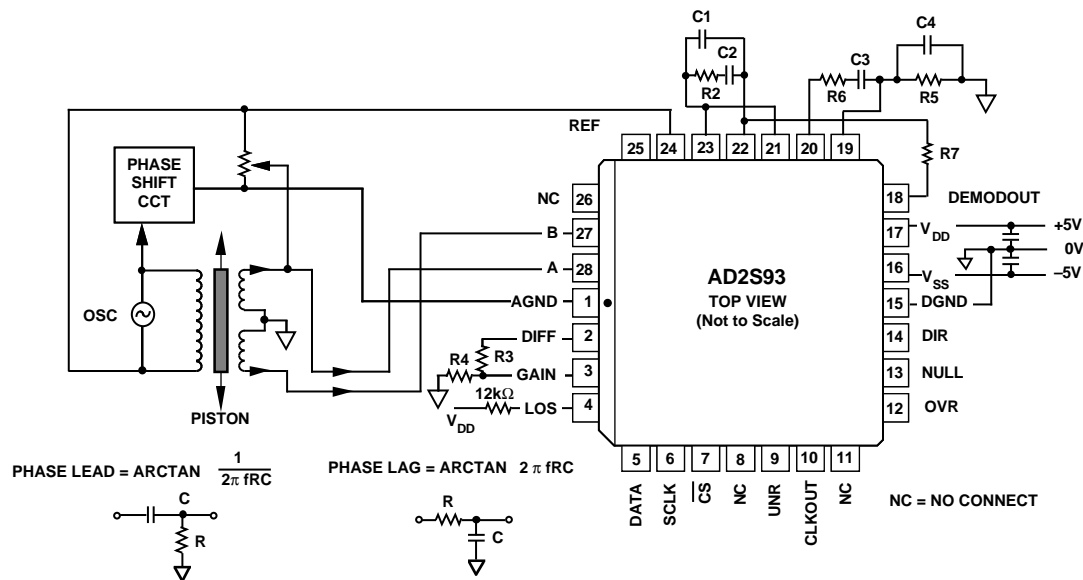 C1
C2
R2
C4
C3
R6
R5
R7
REF
25 24 23 22 21 20 19
PHASE
SHIFT
CCT
OSC
PISTON
NC 26
B 27
A 28
AGND 1
DIFF 2
GAIN 3
LOS 4
R4
R3
12kΩ
VDD
AD2S93
TOP VIEW
(Not to Scale)
18 DEMODOUT
17 VDD +5V
0V
16 VSS –5V
15 DGND
14 DIR
13 NULL
12 OVR
5 6 7 8 9 10 11
DATA
SCLK
CS
NC
UNR
CLKOUT
NC
NC = NO CONNECT
PHASE LEAD = ARCTAN 1 / 2π fRC
C
R
PHASE LAG = ARCTAN 2 π fRC
R
C